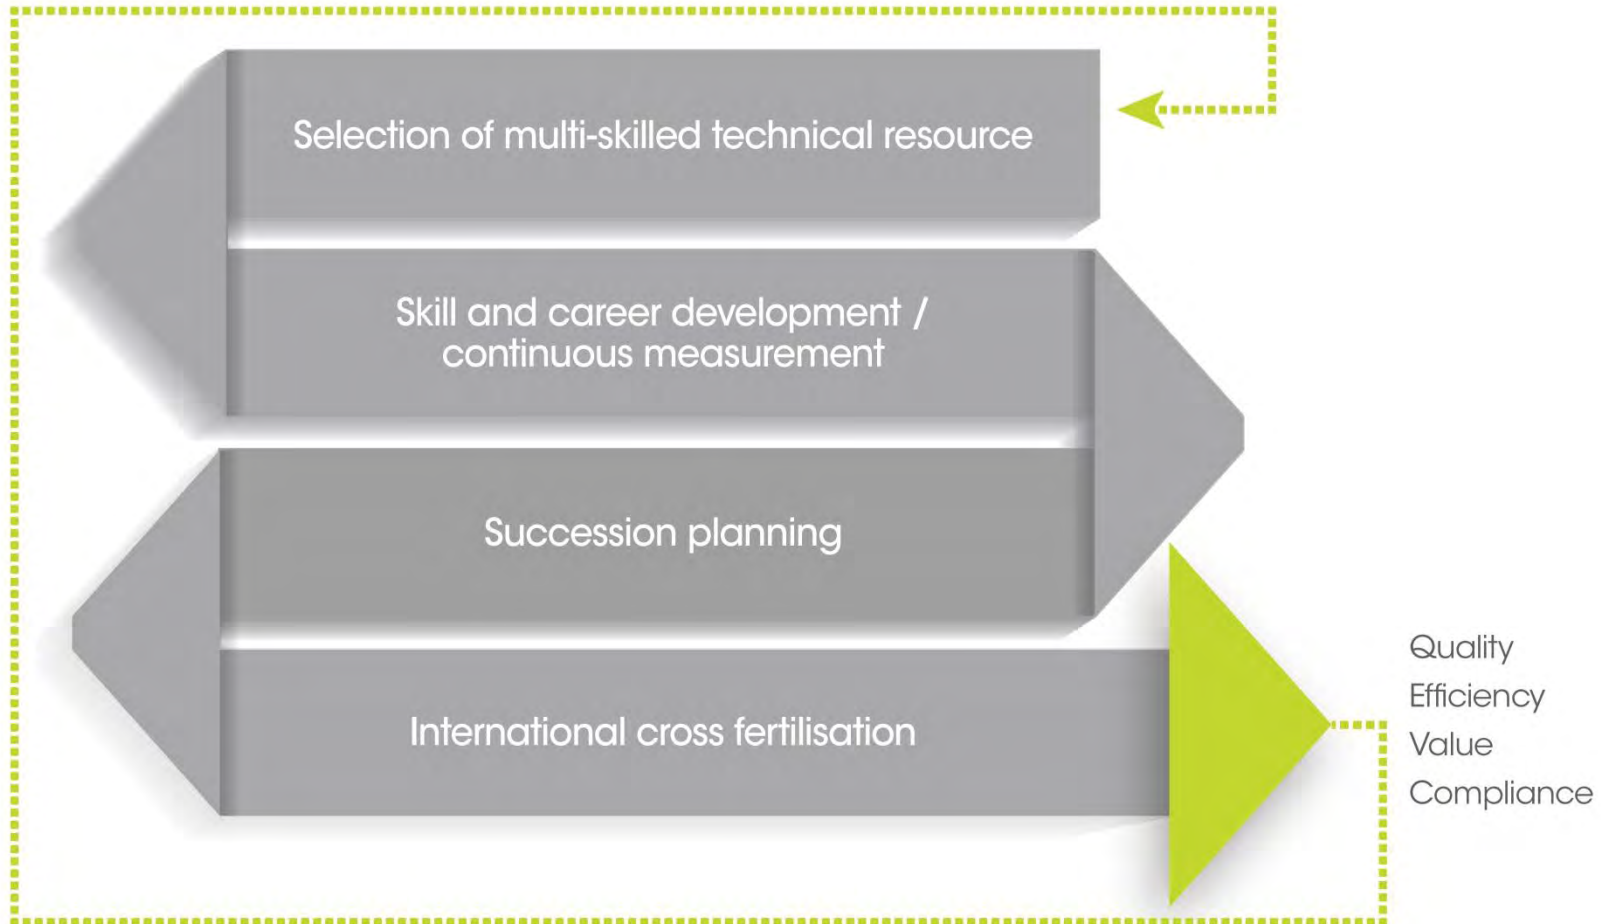 Selection of multi-skilled technical resource
Skill and career development /
continuous measurement
Succession planning
International cross fertilisation
Quality
Efficiency
Value
Compliance